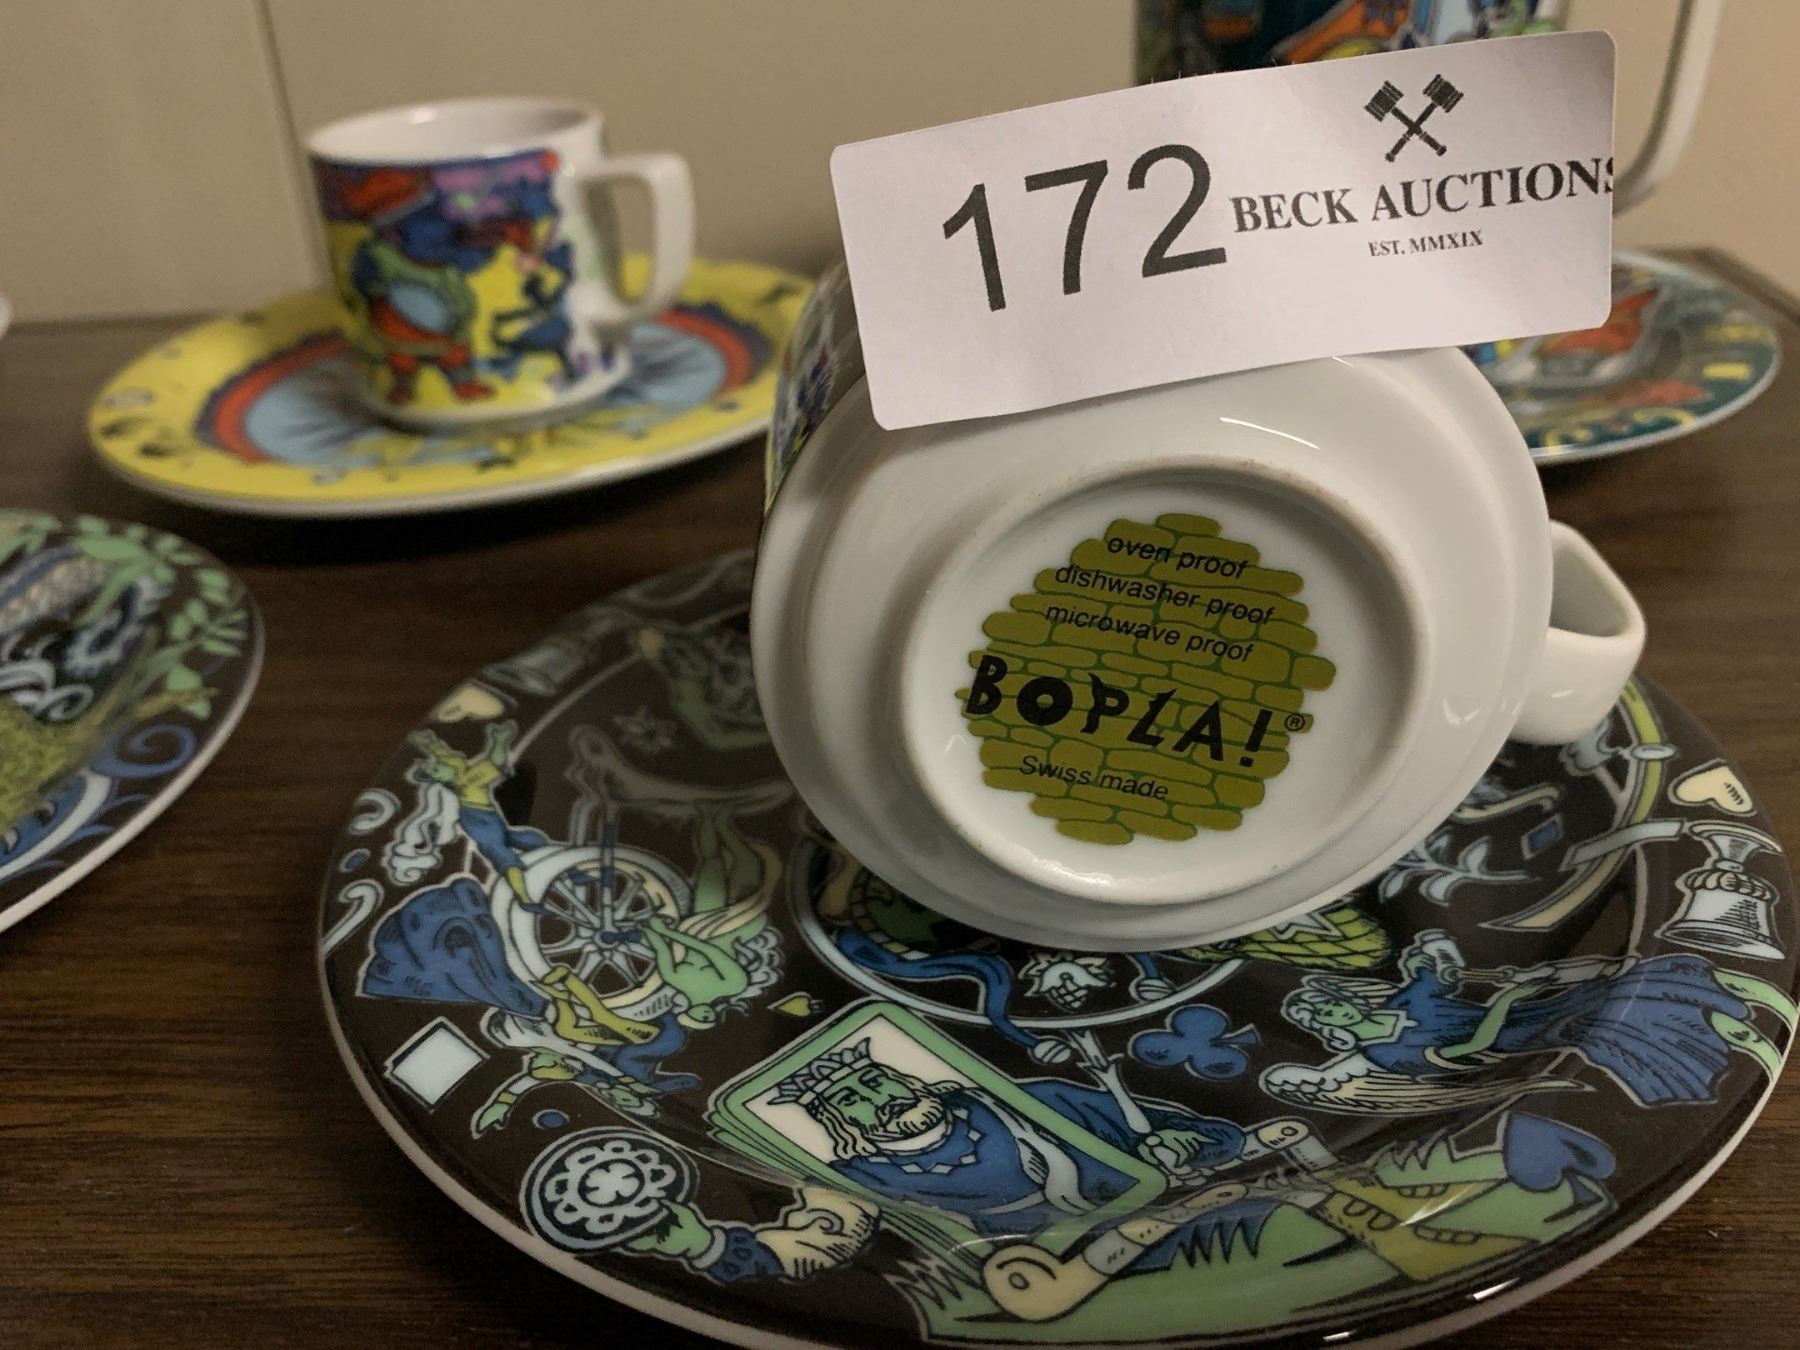 172
BECK AUCTIONS
EST. MMXIX
oven proof
dishwasher proof
microwave proof
BOPLA!®
Swiss made